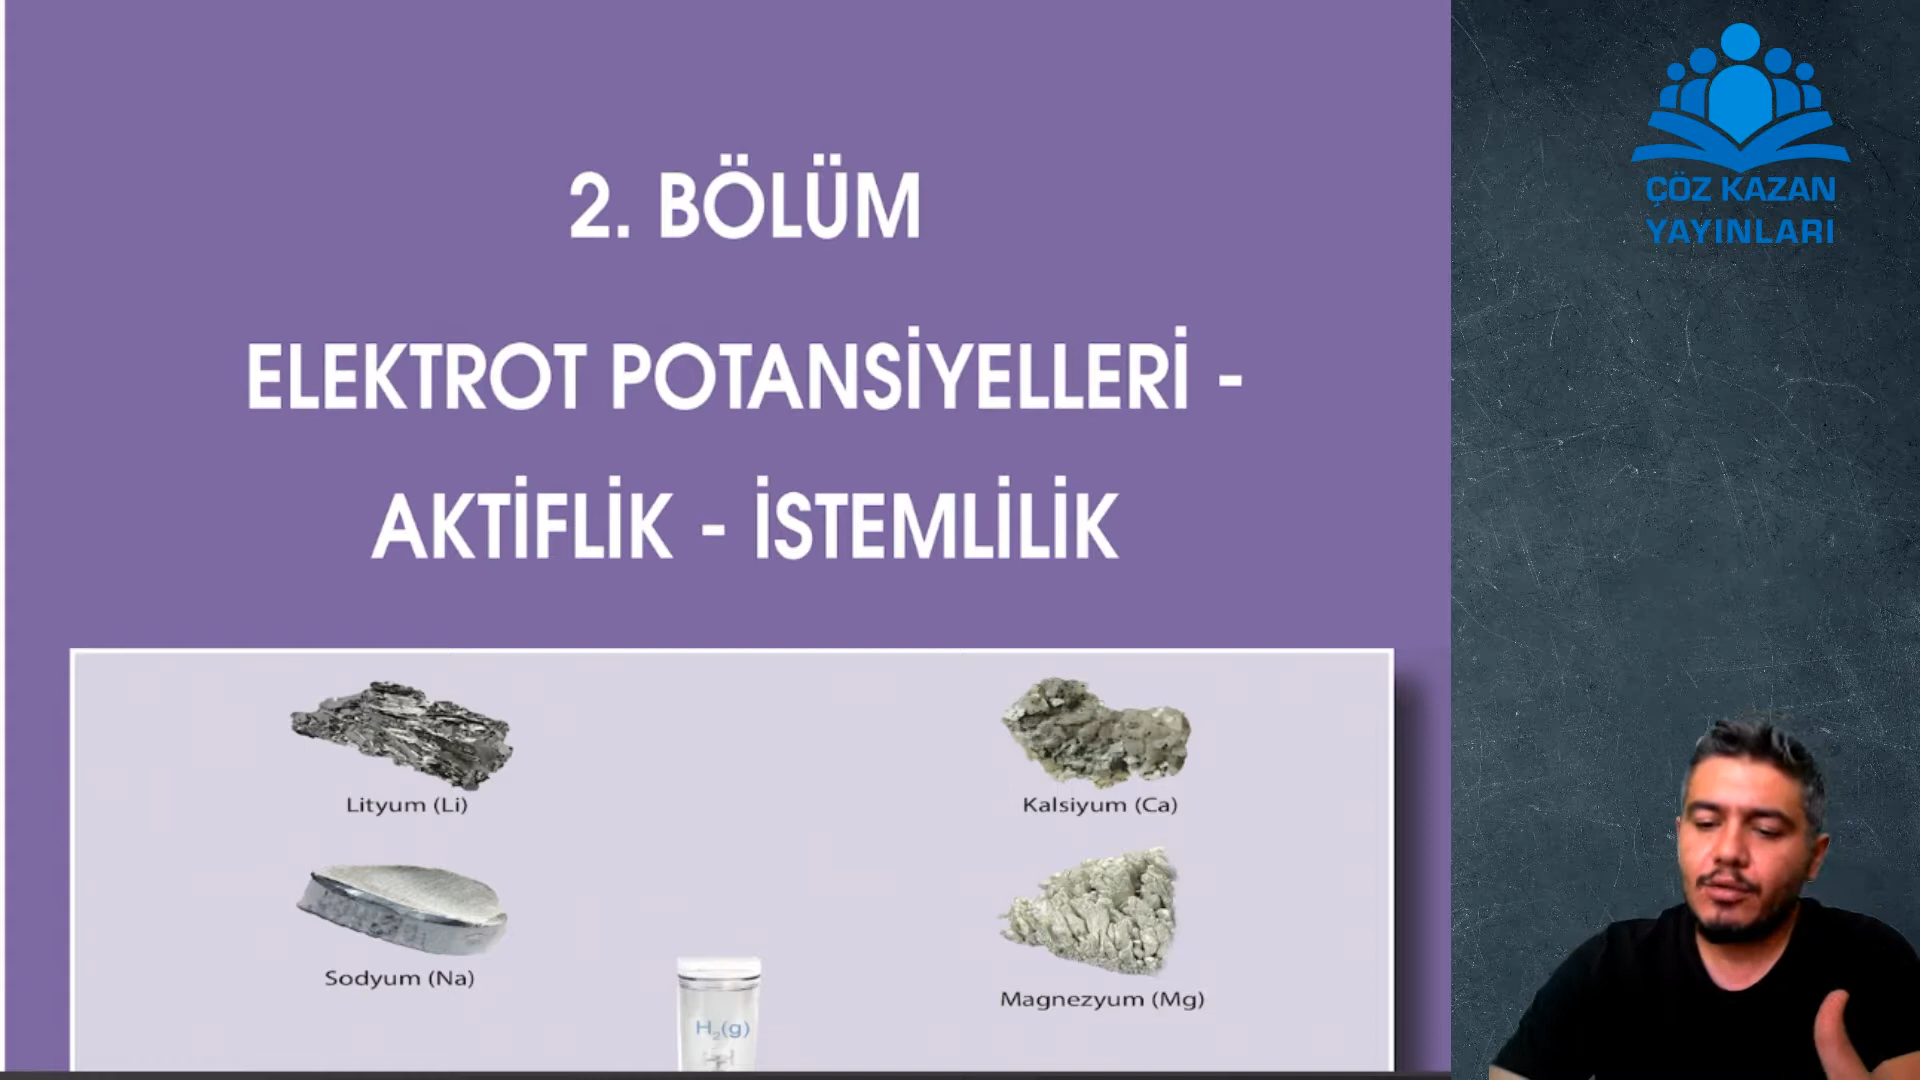 2. BÖLÜM
ELEKTROT POTANSİYELLERİ -
AKTİFLİK - İSTEMLİLİK
Lityum (Li)
Kalsiyum (Ca)
Sodyum (Na)
Magnezyum (Mg)
H₂(g)
ÇÖZ KAZAN
YAYINLARI